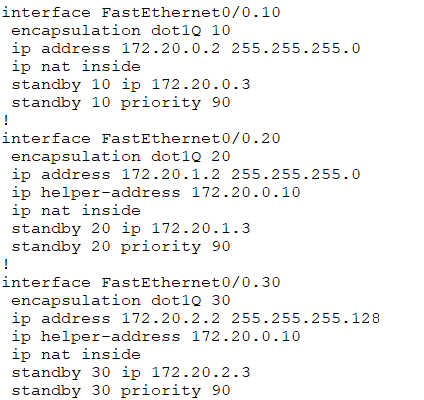 interface FastEthernet0/0.10
 encapsulation dot1Q 10
 ip address 172.20.0.2 255.255.255.0
 ip nat inside
 standby 10 ip 172.20.0.3
 standby 10 priority 90
!
interface FastEthernet0/0.20
 encapsulation dot1Q 20
 ip address 172.20.1.2 255.255.255.0
 ip helper-address 172.20.0.10
 ip nat inside
 standby 20 ip 172.20.1.3
 standby 20 priority 90
!
interface FastEthernet0/0.30
 encapsulation dot1Q 30
 ip address 172.20.2.2 255.255.255.128
 ip helper-address 172.20.0.10
 ip nat inside
 standby 30 ip 172.20.2.3
 standby 30 priority 90